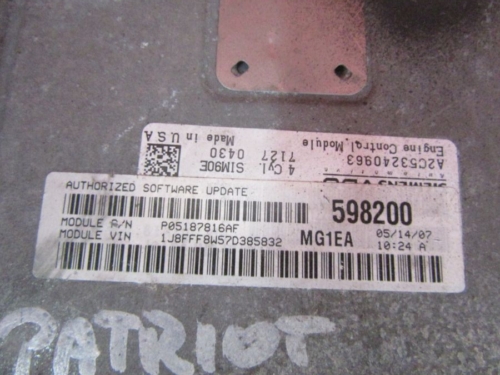 SIEMENS VDO
A2C53240963
Engine Control Module
4 Cyl. 7127
SIM90E 0430
Made in U S A
AUTHORIZED SOFTWARE UPDATE
598200
MODULE P/N P05187816AF
MODULE VIN 1J8FFF8W57D385832
MG1EA 05/14/07
10:24 A
PATRIOT